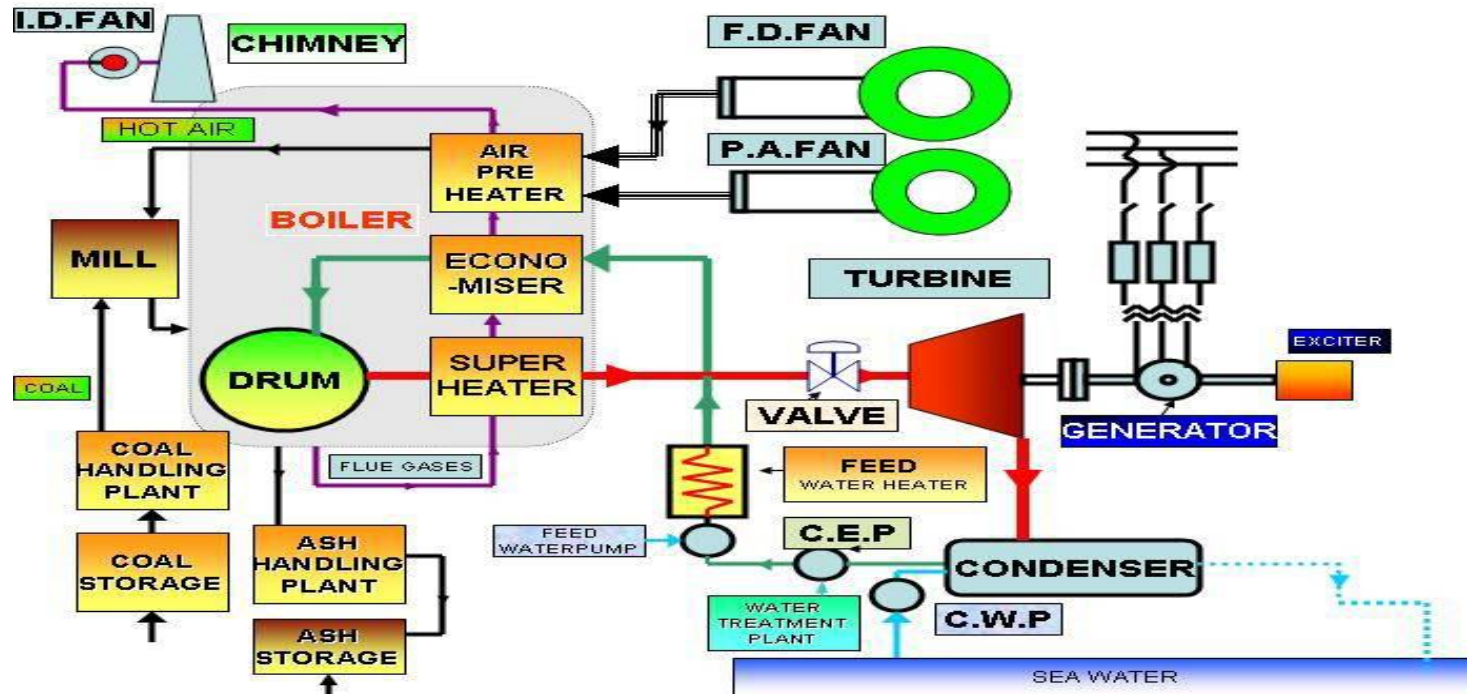 I.D.FAN
CHIMNEY
F.D.FAN
HOT AIR
AIR
PRE
HEATER
P.A.FAN
BOILER
MILL
ECONO
-MISER
TURBINE
EXCITER
COAL
DRUM
SUPER
HEATER
VALVE
GENERATOR
COAL
HANDLING
PLANT
FLUE GASES
FEED
WATER HEATER
COAL
STORAGE
ASH
HANDLING
PLANT
FEED
WATERPUMP
C.E.P
CONDENSER
WATER
TREATMENT
PLANT
C.W.P
ASH
STORAGE
SEA WATER